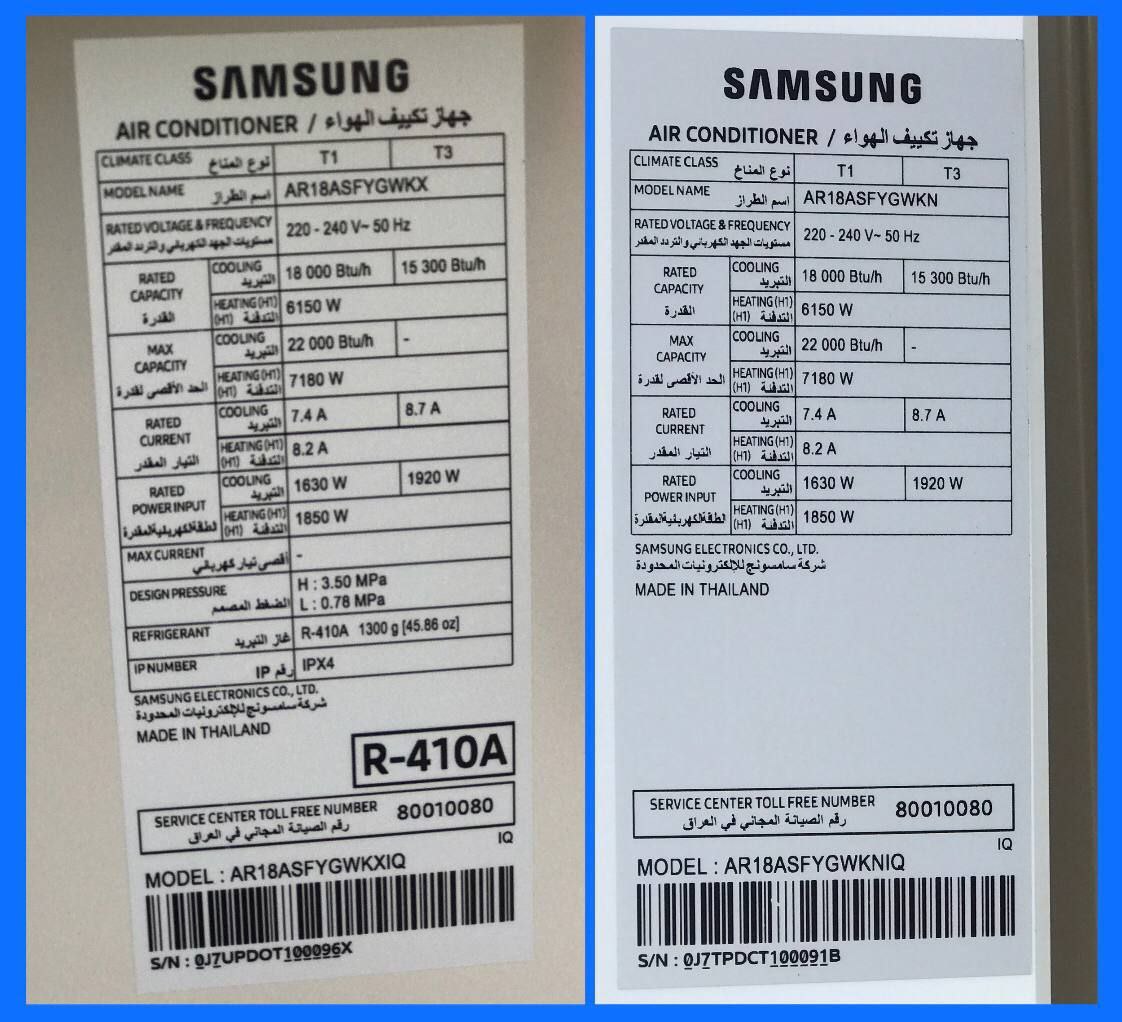 SAMSUNG
AIR CONDITIONER / جهاز تكييف الهواء
CLIMATE CLASS نوع المناخ T1 T3
MODEL NAME اسم الطراز AR18ASFYGWKX
RATED VOLTAGE & FREQUENCY 220 - 240 V~ 50 Hz
مستويات الجهد الكهربائي والتردد المقدر
RATED CAPACITY القدرة COOLING التبريد 18 000 Btu/h 15 300 Btu/h
HEATING (H1) التدفئة (H1) 6150 W
MAX CAPACITY الحد الأقصى لقدرة COOLING التبريد 22 000 Btu/h -
HEATING (H1) التدفئة (H1) 7180 W
RATED CURRENT التيار المقدر COOLING التبريد 7.4 A 8.7 A
HEATING (H1) التدفئة (H1) 8.2 A
RATED POWER INPUT الطاقةالكهربئيةالمقدرة COOLING التبريد 1630 W 1920 W
HEATING (H1) التدفئة (H1) 1850 W
MAX CURRENT أقصى تيار كهربائي -
DESIGN PRESSURE الضغط المصمم H : 3.50 MPa
L : 0.78 MPa
REFRIGERANT غاز التبريد R-410A 1300 g [45.86 oz]
IP NUMBER رقم IP IPX4
SAMSUNG ELECTRONICS CO., LTD.
شركة سامسونج للإلكترونيات المحدودة
MADE IN THAILAND
R-410A
SERVICE CENTER TOLL FREE NUMBER 80010080
رقم الصيانة المجاني في العراق
IQ
MODEL : AR18ASFYGWKXIQ
S/N : 0J7UPDOT100096X
SAMSUNG
AIR CONDITIONER / جهاز تكييف الهواء
CLIMATE CLASS نوع المناخ T1 T3
MODEL NAME اسم الطراز AR18ASFYGWKN
RATED VOLTAGE & FREQUENCY 220 - 240 V~ 50 Hz
مستويات الجهد الكهربائي والتردد المقدر
RATED CAPACITY القدرة COOLING التبريد 18 000 Btu/h 15 300 Btu/h
HEATING (H1) التدفئة (H1) 6150 W
MAX CAPACITY الحد الأقصى لقدرة COOLING التبريد 22 000 Btu/h -
HEATING (H1) التدفئة (H1) 7180 W
RATED CURRENT التيار المقدر COOLING التبريد 7.4 A 8.7 A
HEATING (H1) التدفئة (H1) 8.2 A
RATED POWER INPUT الطاقةالكهربئيةالمقدرة COOLING التبريد 1630 W 1920 W
HEATING (H1) التدفئة (H1) 1850 W
SAMSUNG ELECTRONICS CO., LTD.
شركة سامسونج للإلكترونيات المحدودة
MADE IN THAILAND
SERVICE CENTER TOLL FREE NUMBER 80010080
رقم الصيانة المجاني في العراق
IQ
MODEL : AR18ASFYGWKNIQ
S/N : 0J7TPDCT100091B